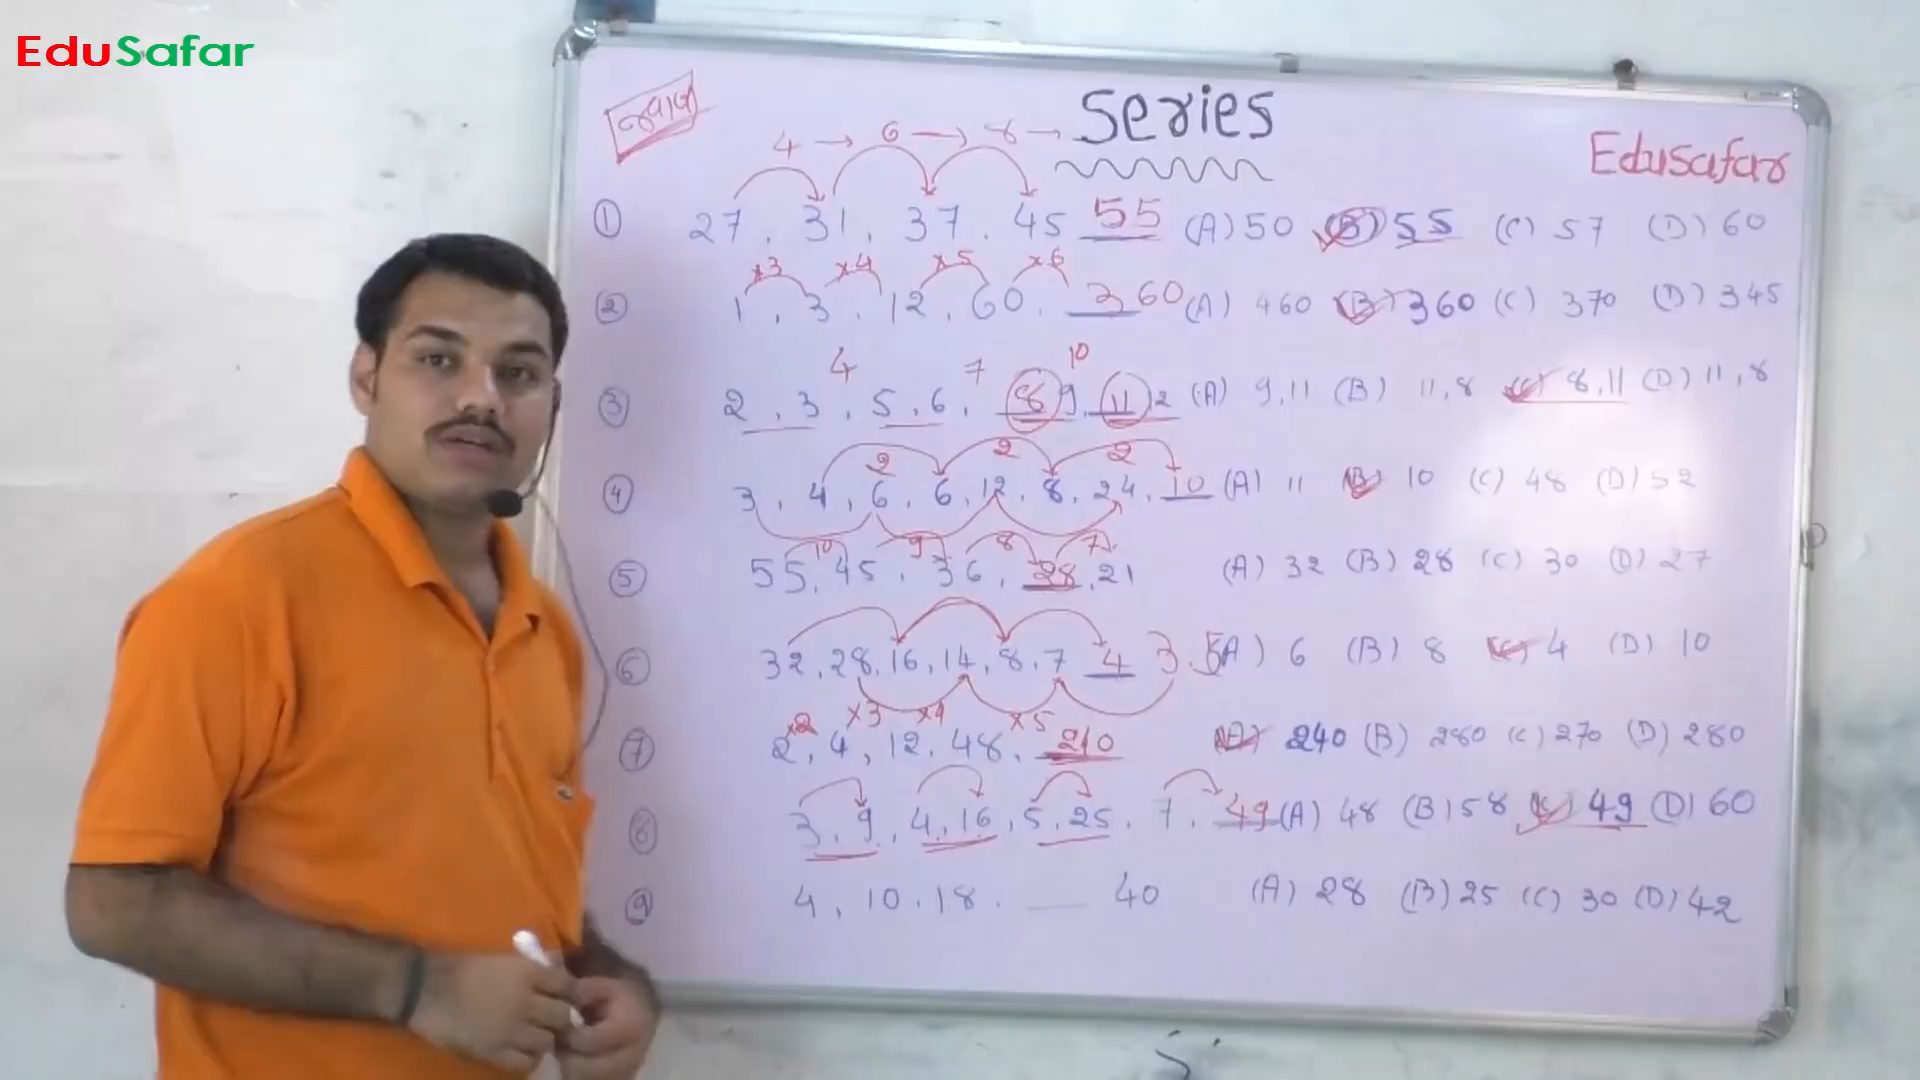 EduSafar
જવાબ
Series
Edusafar
4 → 6 → 8 →
① 27, 31, 37, 45 55 (A) 50 (B) 55 (C) 57 (D) 60
×3 ×4 ×5 ×6
② 1, 3, 12, 60, 360 (A) 460 (B) 360 (C) 370 (D) 345
4 7 10
③ 2, 3, 5, 6, 8 9, 11 2 (A) 9,11 (B) 11,8 (C) 8,11 (D) 11,8
2 2 2
④ 3, 4, 6, 6, 12, 8, 24, 10 (A) 11 (B) 10 (C) 48 (D) 52
10 9 8 7
⑤ 55, 45, 36, 28, 21 (A) 32 (B) 28 (C) 30 (D) 27
⑥ 32, 28, 16, 14, 8, 7 4 3.5 (A) 6 (B) 8 (C) 4 (D) 10
×2 ×3 ×4 ×5
⑦ 2, 4, 12, 48, 240 (A) 240 (B) 280 (C) 270 (D) 280
⑧ 3, 9, 4, 16, 5, 25, 7, 49 (A) 48 (B) 58 (C) 49 (D) 60
⑨ 4, 10, 18, __ 40 (A) 28 (B) 25 (C) 30 (D) 42